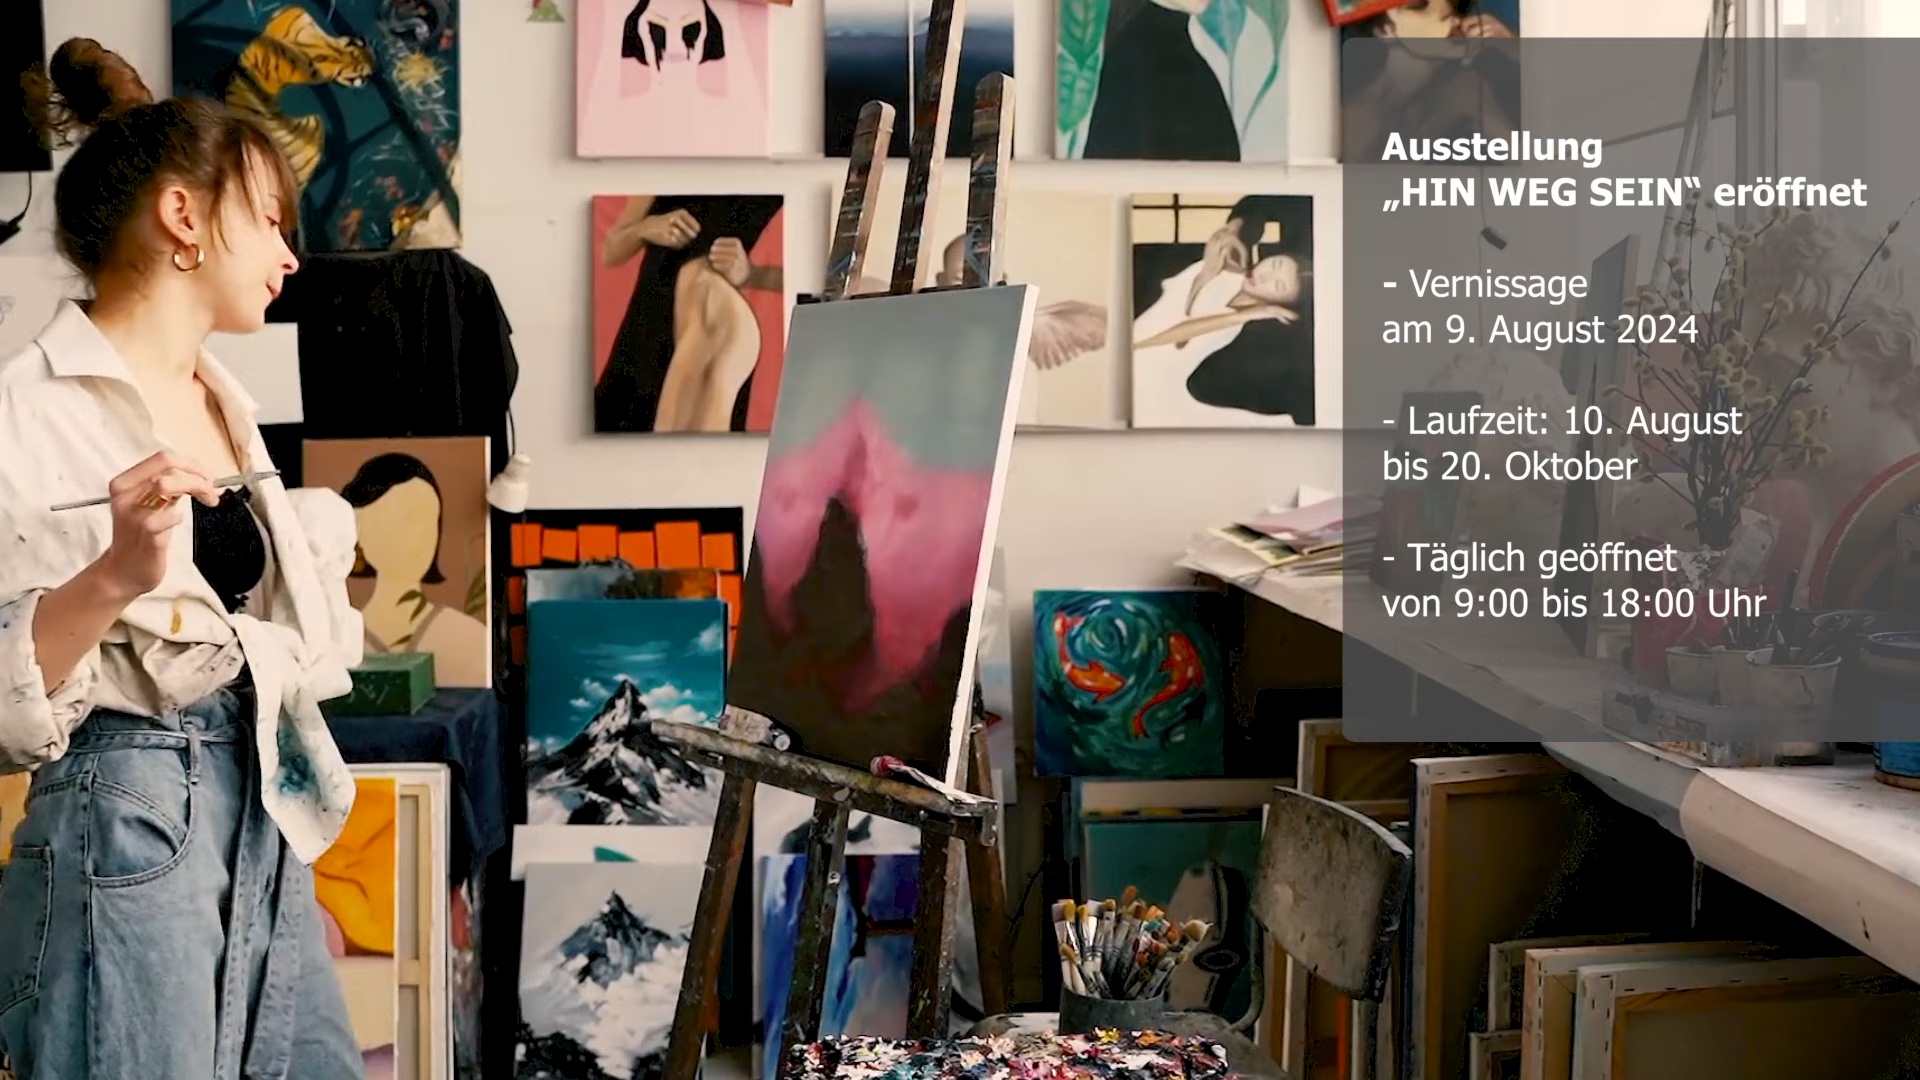 Ausstellung
„HIN WEG SEIN“ eröffnet
- Vernissage
am 9. August 2024
- Laufzeit: 10. August
bis 20. Oktober
- Täglich geöffnet
von 9:00 bis 18:00 Uhr